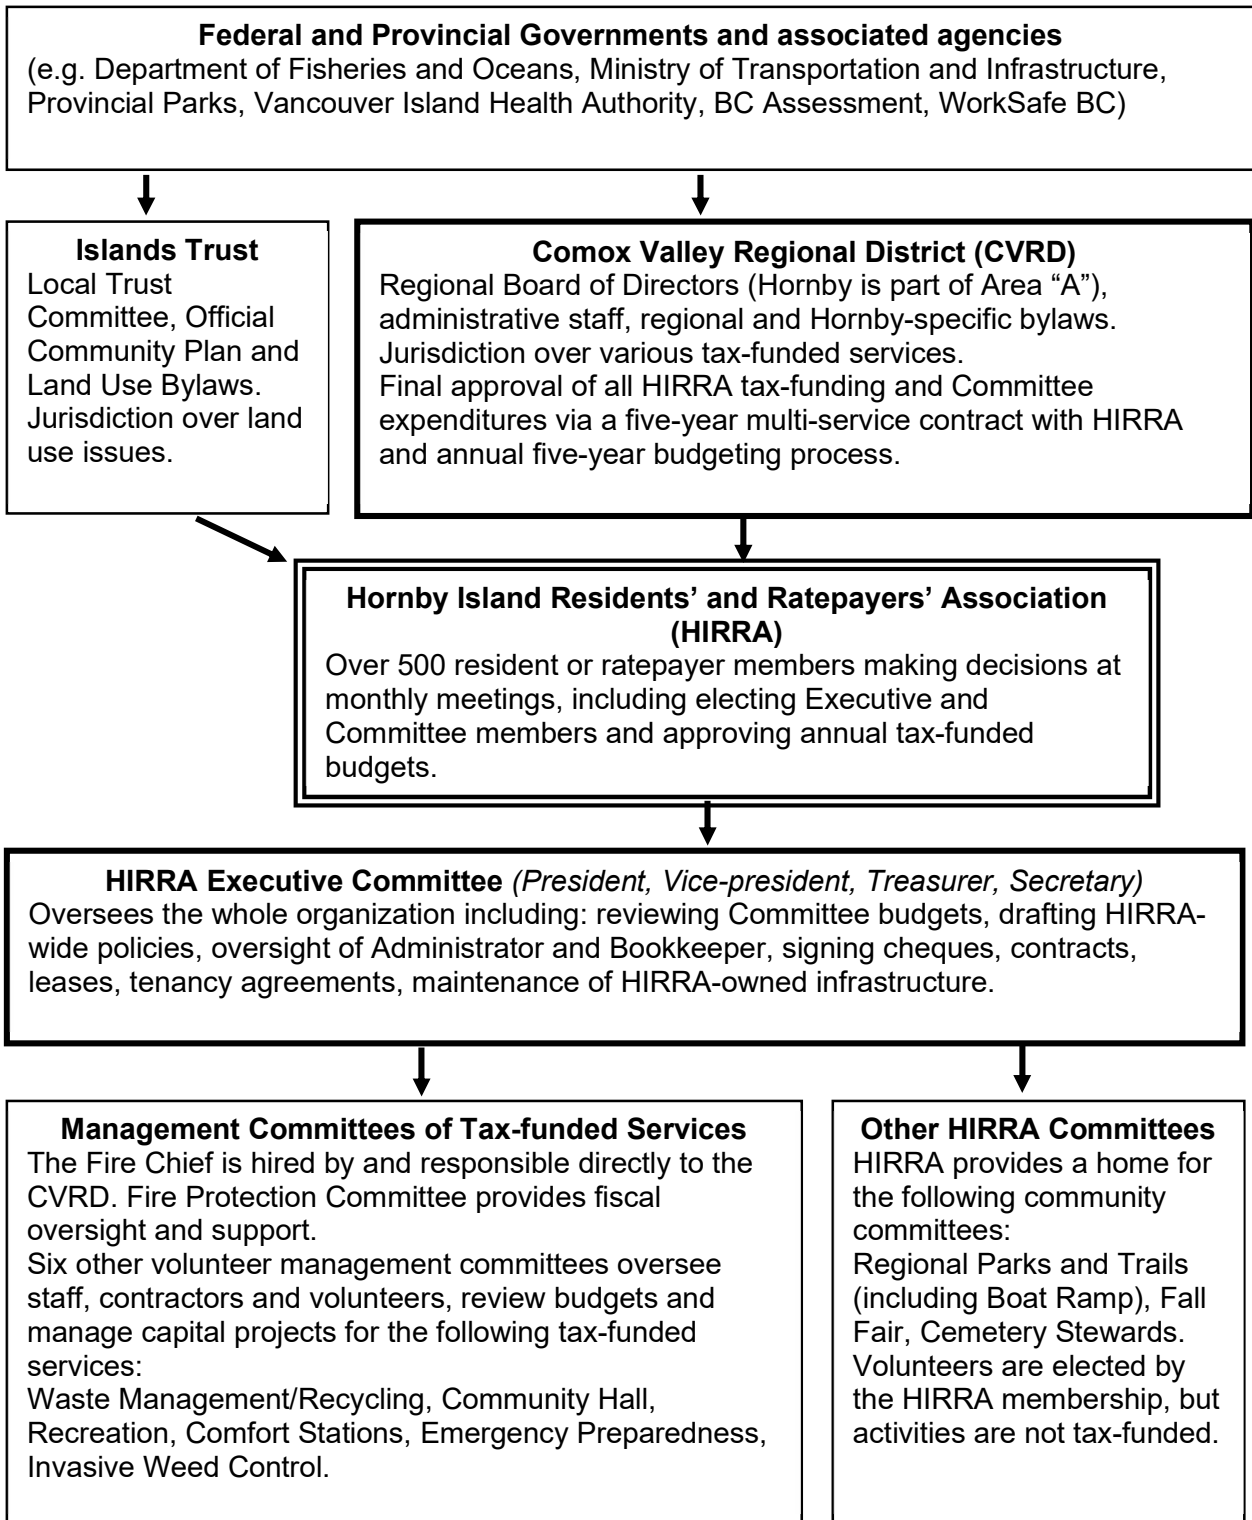 Federal and Provincial Governments and associated agencies
(e.g. Department of Fisheries and Oceans, Ministry of Transportation and Infrastructure,
Provincial Parks, Vancouver Island Health Authority, BC Assessment, WorkSafe BC)
Islands Trust
Local Trust
Committee, Official
Community Plan and
Land Use Bylaws.
Jurisdiction over land
use issues.
Comox Valley Regional District (CVRD)
Regional Board of Directors (Hornby is part of Area “A”),
administrative staff, regional and Hornby-specific bylaws.
Jurisdiction over various tax-funded services.
Final approval of all HIRRA tax-funding and Committee
expenditures via a five-year multi-service contract with HIRRA
and annual five-year budgeting process.
Hornby Island Residents’ and Ratepayers’ Association
(HIRRA)
Over 500 resident or ratepayer members making decisions at
monthly meetings, including electing Executive and
Committee members and approving annual tax-funded
budgets.
HIRRA Executive Committee (President, Vice-president, Treasurer, Secretary)
Oversees the whole organization including: reviewing Committee budgets, drafting HIRRA-
wide policies, oversight of Administrator and Bookkeeper, signing cheques, contracts,
leases, tenancy agreements, maintenance of HIRRA-owned infrastructure.
Management Committees of Tax-funded Services
The Fire Chief is hired by and responsible directly to the
CVRD. Fire Protection Committee provides fiscal
oversight and support.
Six other volunteer management committees oversee
staff, contractors and volunteers, review budgets and
manage capital projects for the following tax-funded
services:
Waste Management/Recycling, Community Hall,
Recreation, Comfort Stations, Emergency Preparedness,
Invasive Weed Control.
Other HIRRA Committees
HIRRA provides a home for
the following community
committees:
Regional Parks and Trails
(including Boat Ramp), Fall
Fair, Cemetery Stewards.
Volunteers are elected by
the HIRRA membership, but
activities are not tax-funded.